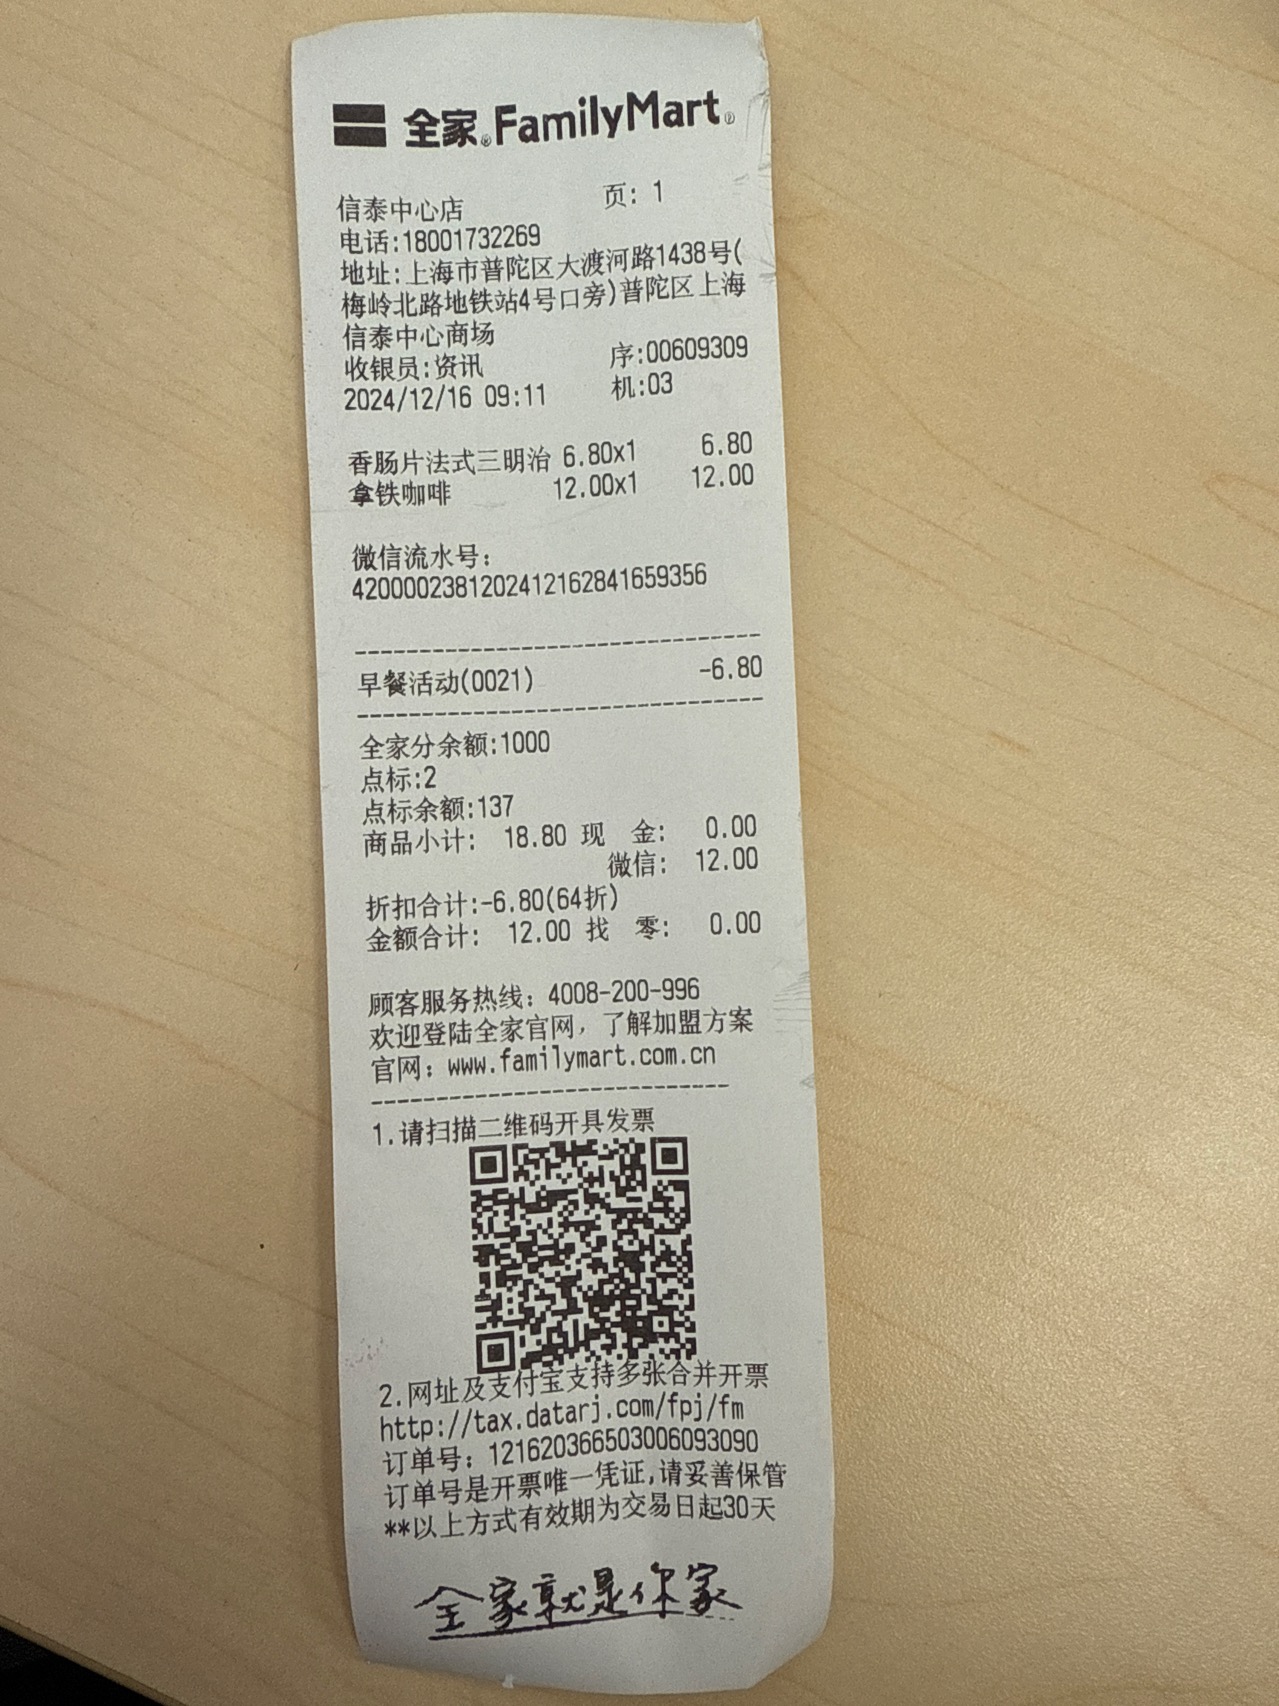 全家®FamilyMart®
信泰中心店 页: 1
电话:18001732269
地址:上海市普陀区大渡河路1438号(
梅岭北路地铁站4号口旁)普陀区上海
信泰中心商场
收银员:资讯 序:00609309
2024/12/16 09:11 机:03
香肠片法式三明治 6.80x1 6.80
拿铁咖啡 12.00x1 12.00
微信流水号:
4200002381202412162841659356
早餐活动(0021) -6.80
全家分余额:1000
点标:2
点标余额:137
商品小计: 18.80 现 金: 0.00
微信: 12.00
折扣合计:-6.80(64折)
金额合计: 12.00 找 零: 0.00
顾客服务热线: 4008-200-996
欢迎登陆全家官网,了解加盟方案
官网: www.familymart.com.cn
1.请扫描二维码开具发票
2.网址及支付宝支持多张合并开票
http://tax.datarj.com/fpj/fm
订单号: 121620366503006093090
订单号是开票唯一凭证,请妥善保管
**以上方式有效期为交易日起30天
全家就是你家